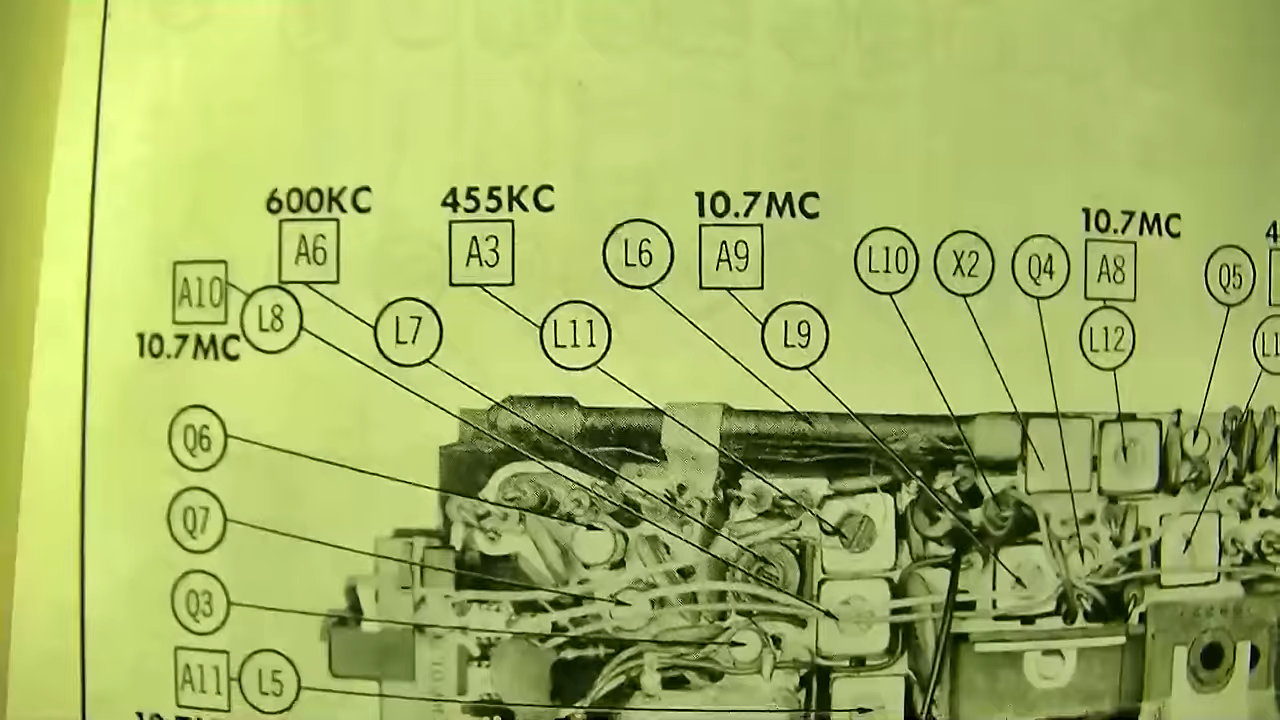 600KC
455KC
10.7MC
10.7MC
A6
A3
L6
A9
L10
X2
Q4
A8
Q5
A10
L8
L7
L11
L9
L12
10.7MC
Q6
Q7
Q3
A11
L5